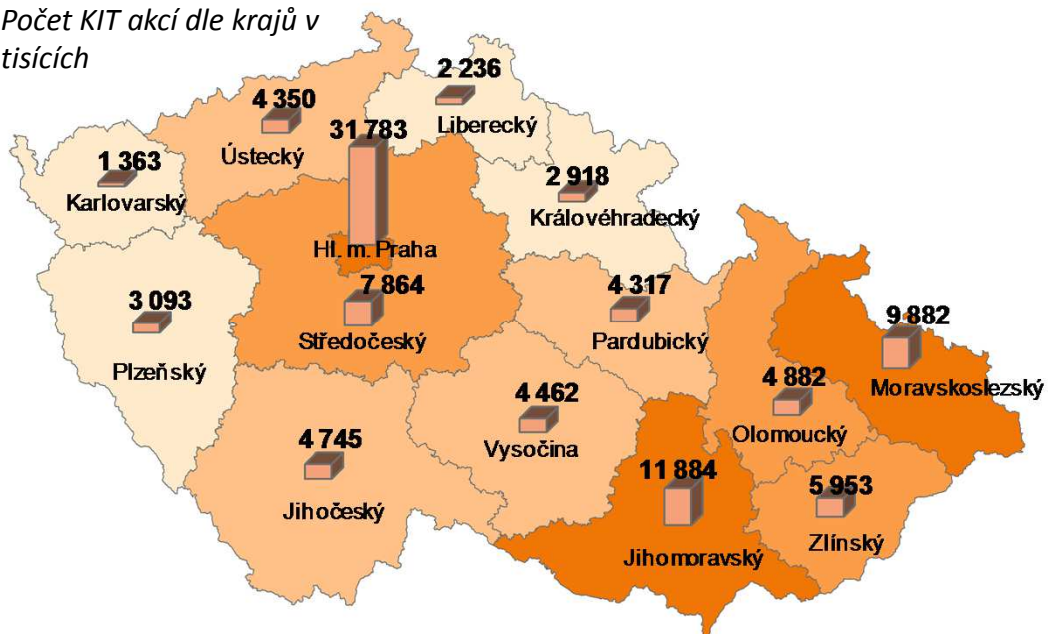 Počet KIT akcí dle krajů v
tisících
2 236
Liberecký
4 350
Ústecký
31 783
Hl. m. Praha
1 363
Karlovarský
2 918
Královéhradecký
7 864
Středočeský
4 317
Pardubický
3 093
Plzeňský
9 882
Moravskoslezský
4 882
Olomoucký
4 462
Vysočina
4 745
Jihočeský
11 884
Jihomoravský
5 953
Zlínský